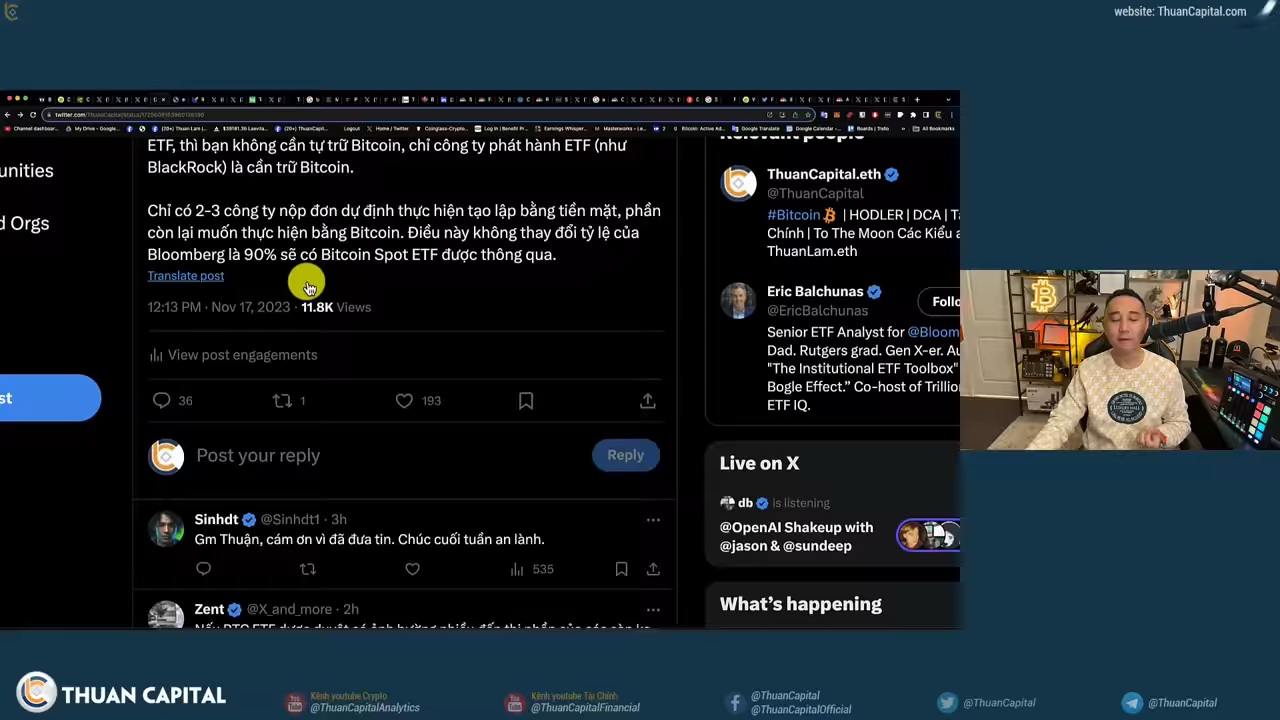 website: ThuanCapital.com
unities
d Orgs
st
ETF, thì bạn không cần tự trữ Bitcoin, chỉ công ty phát hành ETF (như
BlackRock) là cần trữ Bitcoin.
Chỉ có 2-3 công ty nộp đơn dự định thực hiện tạo lập bằng tiền mặt, phần
còn lại muốn thực hiện bằng Bitcoin. Điều này không thay đổi tỷ lệ của
Bloomberg là 90% sẽ có Bitcoin Spot ETF được thông qua.
Translate post
12:13 PM · Nov 17, 2023 · 11.8K Views
View post engagements
36
1
193
Post your reply
Reply
Sinhdt @Sinhdt1 · 3h
Gm Thuận, cám ơn vì đã đưa tin. Chúc cuối tuần an lành.
535
Zent @X_and_more · 2h
Relevant people
ThuanCapital.eth
@ThuanCapital
#Bitcoin | HODLER | DCA |
Chính | To The Moon Các Kiểu
ThuanLam.eth
Eric Balchunas
@EricBalchunas
Follo
Senior ETF Analyst for @Bloom
Dad. Rutgers grad. Gen X-er. Au
"The Institutional ETF Toolbox"
Bogle Effect." Co-host of Trillio
ETF IQ.
Live on X
db is listening
@OpenAI Shakeup with
@jason & @sundeep
What's happening
THUAN CAPITAL
Kênh youtube Crypto
@ThuanCapitalAnalytics
Kênh youtube Tài Chính
@ThuanCapitalFinancial
@ThuanCapital
@ThuanCapitalOfficial
@ThuanCapital
@ThuanCapital